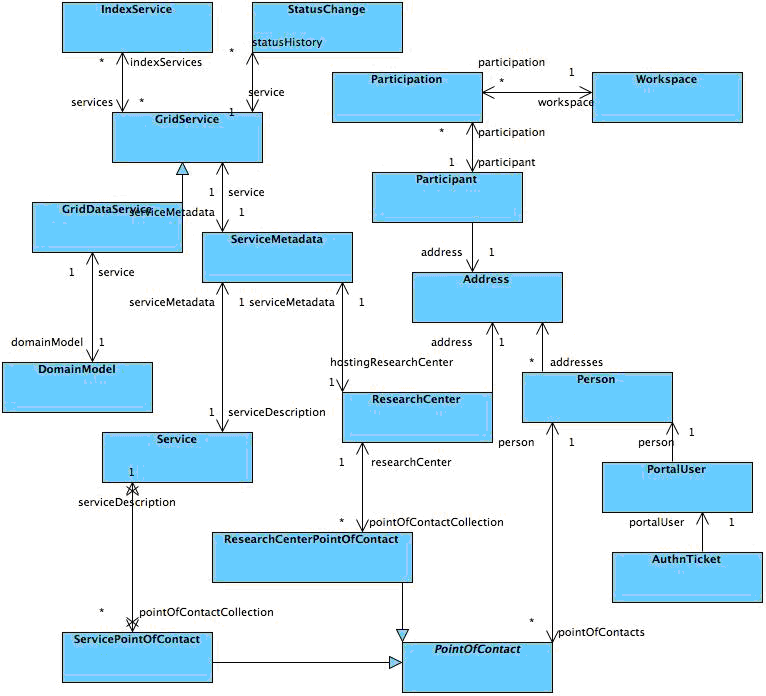 IndexService
StatusChange
statusHistory
* indexServices
*
participation
1
Participation
Workspace
*
services
*
service
workspace
1
GridService
* participation
1 participant
Participant
1 service
GridDataService
serviceMetadata
1
ServiceMetadata
address 1
1 service
Address
serviceMetadata 1
serviceMetadata 1
domainModel 1
address 1
hostingResearchCenter
* addresses
DomainModel
1
Person
ResearchCenter
1 serviceDescription
Service
person 1
person 1
1
1 researchCenter
PortalUser
serviceDescription
* pointOfContactCollection
portalUser 1
ResearchCenterPointOfContact
AuthnTicket
* pointOfContactCollection
*
pointOfContacts
ServicePointOfContact
PointOfContact